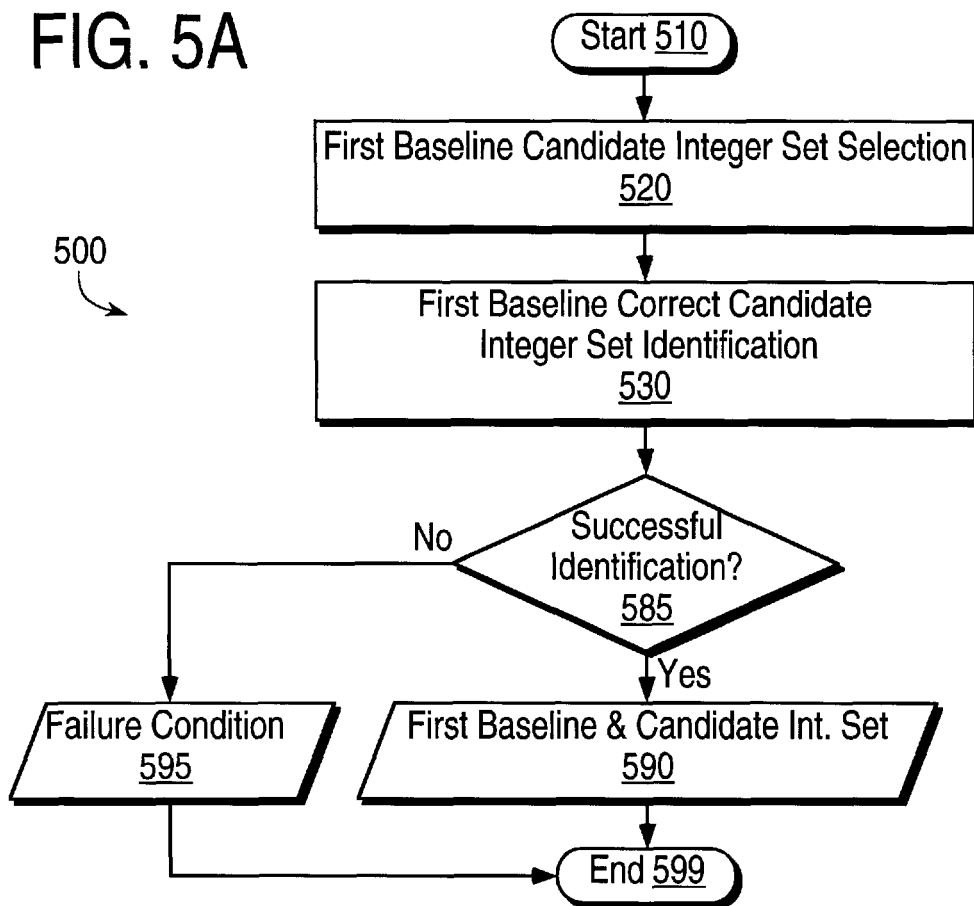 FIG. 5A
Start 510
First Baseline Candidate Integer Set Selection
520
500
First Baseline Correct Candidate
Integer Set Identification
530
Successful
Identification?
585
No
Yes
Failure Condition
595
First Baseline & Candidate Int. Set
590
End 599